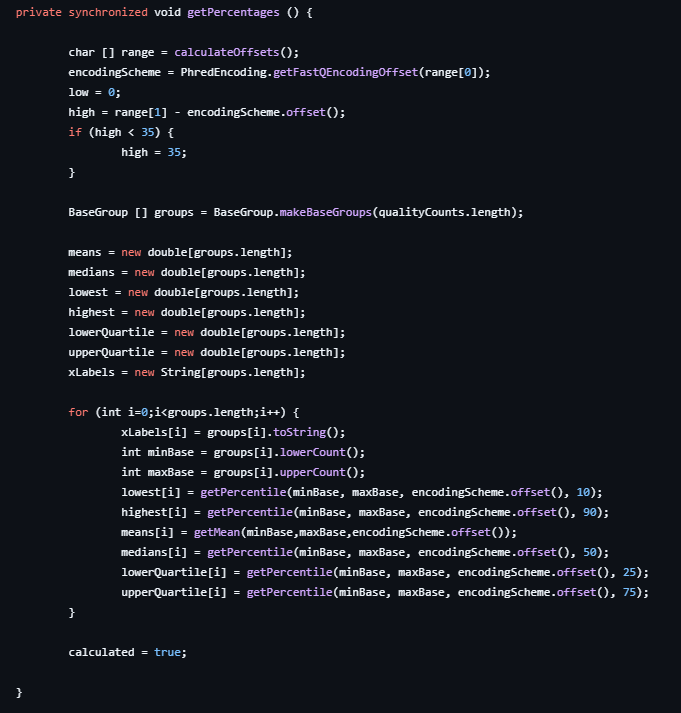 private synchronized void getPercentages () {
char [] range = calculateOffsets();
encodingScheme = PhredEncoding.getFastQEncodingOffset(range[0]);
low = 0;
high = range[1] - encodingScheme.offset();
if (high < 35) {
high = 35;
}
BaseGroup [] groups = BaseGroup.makeBaseGroups(qualityCounts.length);
means = new double[groups.length];
medians = new double[groups.length];
lowest = new double[groups.length];
highest = new double[groups.length];
lowerQuartile = new double[groups.length];
upperQuartile = new double[groups.length];
xLabels = new String[groups.length];
for (int i=0;i<groups.length;i++) {
xLabels[i] = groups[i].toString();
int minBase = groups[i].lowerCount();
int maxBase = groups[i].upperCount();
lowest[i] = getPercentile(minBase, maxBase, encodingScheme.offset(), 10);
highest[i] = getPercentile(minBase, maxBase, encodingScheme.offset(), 90);
means[i] = getMean(minBase,maxBase,encodingScheme.offset());
medians[i] = getPercentile(minBase, maxBase, encodingScheme.offset(), 50);
lowerQuartile[i] = getPercentile(minBase, maxBase, encodingScheme.offset(), 25);
upperQuartile[i] = getPercentile(minBase, maxBase, encodingScheme.offset(), 75);
}
calculated = true;
}